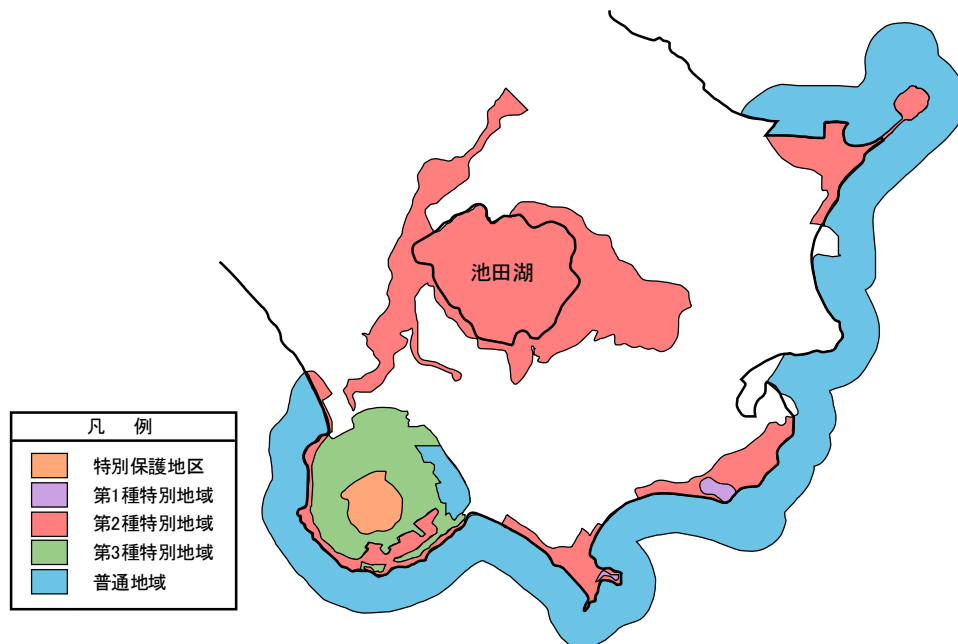 池田湖
凡 例
特別保護地区
第1種特別地域
第2種特別地域
第3種特別地域
普通地域